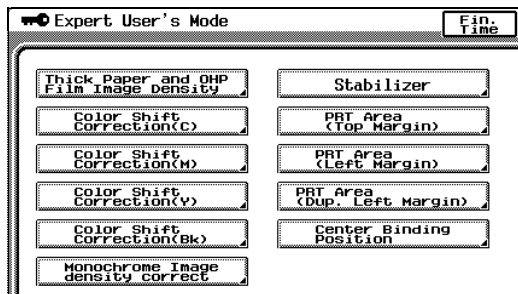 Expert User's Mode
Fin.
Time
Thick Paper and OHP
Film Image Density
Color Shift
Correction(C)
Color Shift
Correction(M)
Color Shift
Correction(Y)
Color Shift
Correction(Bk)
Monochrome Image
density correct
Stabilizer
PRT Area
(Top Margin)
PRT Area
(Left Margin)
PRT Area
(Dup. Left Margin)
Center Binding
Position